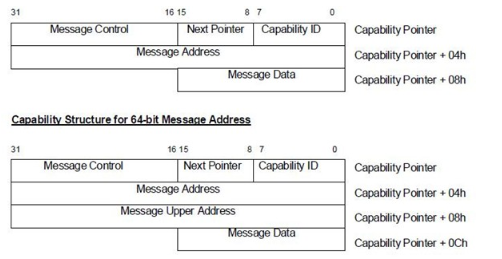 31 16 15 8 7 0
Message Control Next Pointer Capability ID Capability Pointer
Message Address Capability Pointer + 04h
Message Data Capability Pointer + 08h
Capability Structure for 64-bit Message Address
31 16 15 8 7 0
Message Control Next Pointer Capability ID Capability Pointer
Message Address Capability Pointer + 04h
Message Upper Address Capability Pointer + 08h
Message Data Capability Pointer + 0Ch